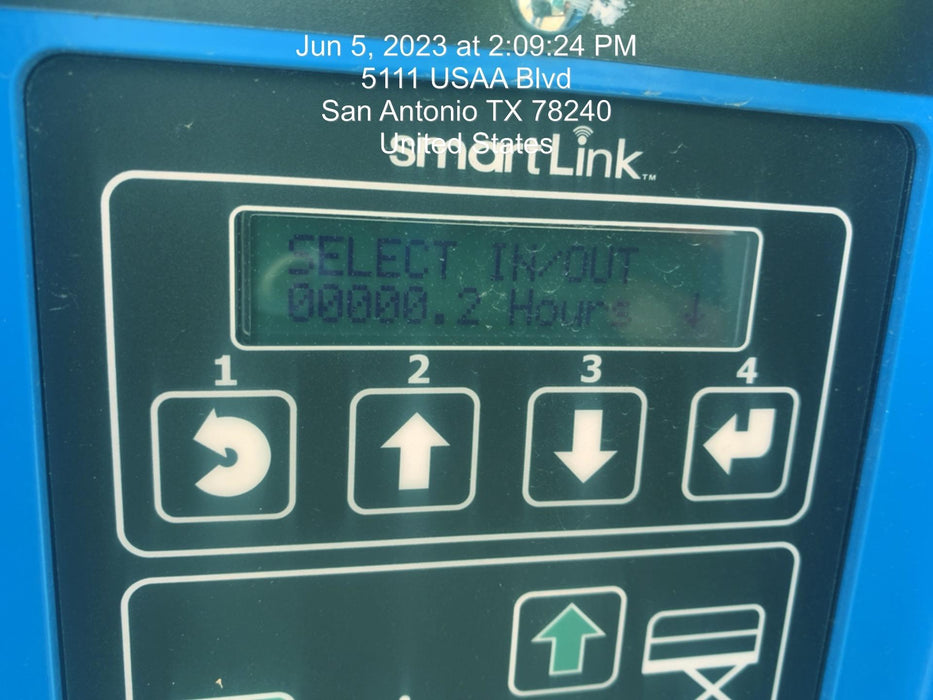 Jun 5, 2023 at 2:09:24 PM
5111 USAA Blvd
San Antonio TX 78240
United States
smartLink™
SELECT IN/OUT
00000.2 Hours ↓
1 2 3 4